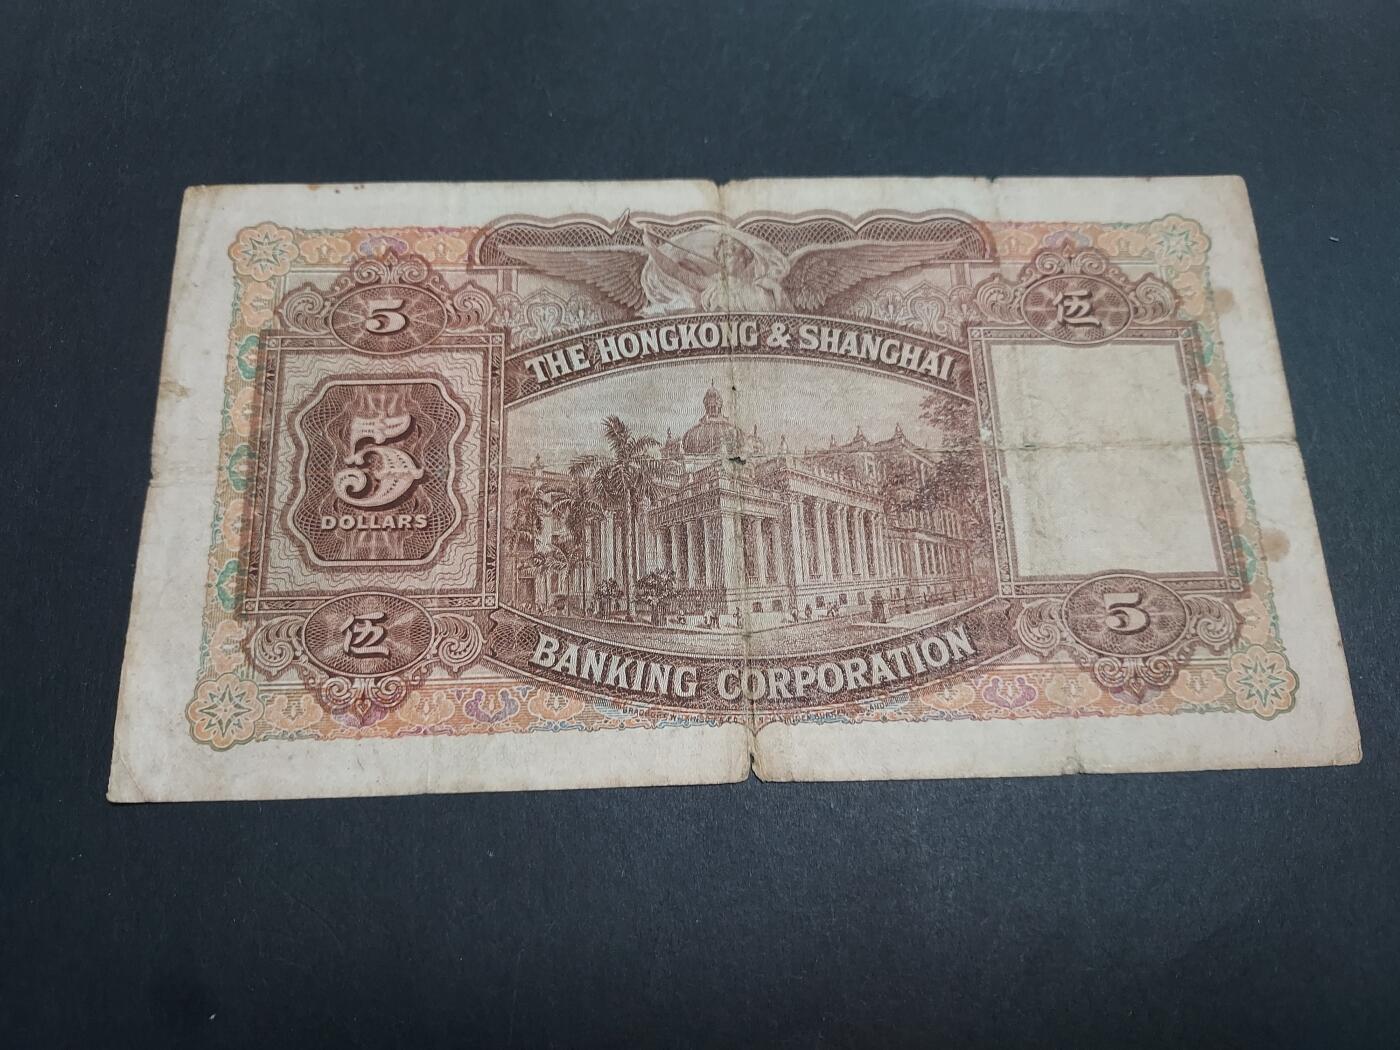 5
伍
THE HONGKONG & SHANGHAI
5
DOLLARS
伍
5
BANKING CORPORATION